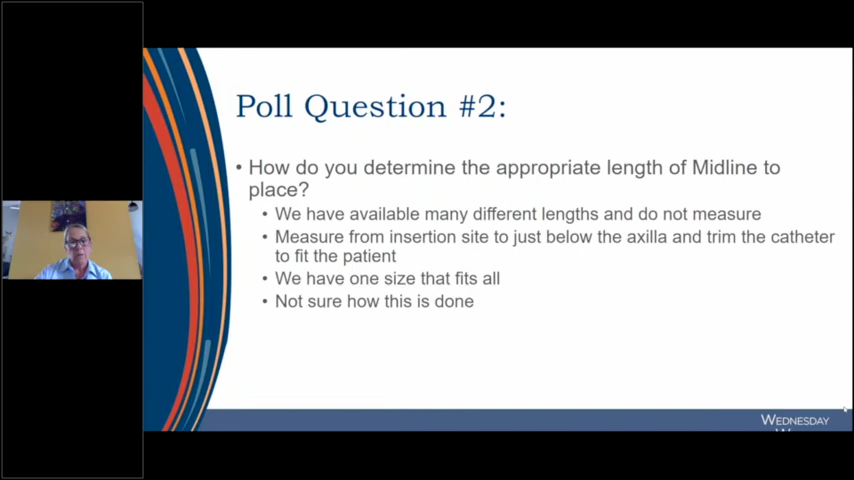 Poll Question #2:
• How do you determine the appropriate length of Midline to
place?
• We have available many different lengths and do not measure
• Measure from insertion site to just below the axilla and trim the catheter
to fit the patient
• We have one size that fits all
• Not sure how this is done
WEDNESDAY